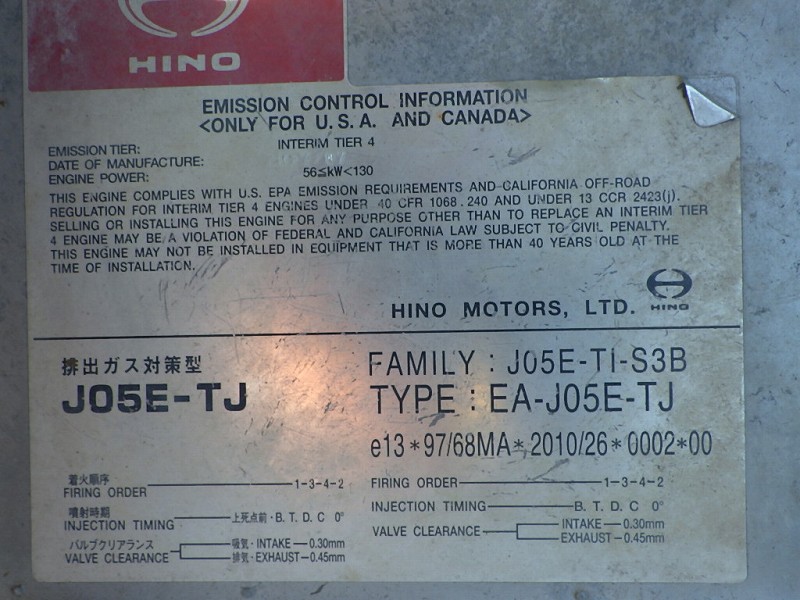 HINO
EMISSION CONTROL INFORMATION
<ONLY FOR U.S.A. AND CANADA>
EMISSION TIER: INTERIM TIER 4
DATE OF MANUFACTURE:
ENGINE POWER: 56≦kW<130
THIS ENGINE COMPLIES WITH U.S. EPA EMISSION REQUIREMENTS AND CALIFORNIA OFF-ROAD
REGULATION FOR INTERIM TIER 4 ENGINES UNDER 40 CFR 1068.240 AND UNDER 13 CCR 2423(j).
SELLING OR INSTALLING THIS ENGINE FOR ANY PURPOSE OTHER THAN TO REPLACE AN INTERIM TIER
4 ENGINE MAY BE A VIOLATION OF FEDERAL AND CALIFORNIA LAW SUBJECT TO CIVIL PENALTY.
THIS ENGINE MAY NOT BE INSTALLED IN EQUIPMENT THAT IS MORE THAN 40 YEARS OLD AT THE
TIME OF INSTALLATION.
HINO MOTORS, LTD. HINO
排出ガス対策型
J05E-TJ
FAMILY : J05E-TI-S3B
TYPE : EA-J05E-TJ
e13*97/68MA*2010/26*0002*00
着火順序
FIRING ORDER 1-3-4-2
噴射時期
INJECTION TIMING 上死点前・B.T.D.C 0°
バルブクリアランス 吸気・INTAKE 0.30mm
VALVE CLEARANCE 排気・EXHAUST 0.45mm
FIRING ORDER 1-3-4-2
INJECTION TIMING B.T.D.C 0°
VALVE CLEARANCE INTAKE 0.30mm
EXHAUST 0.45mm